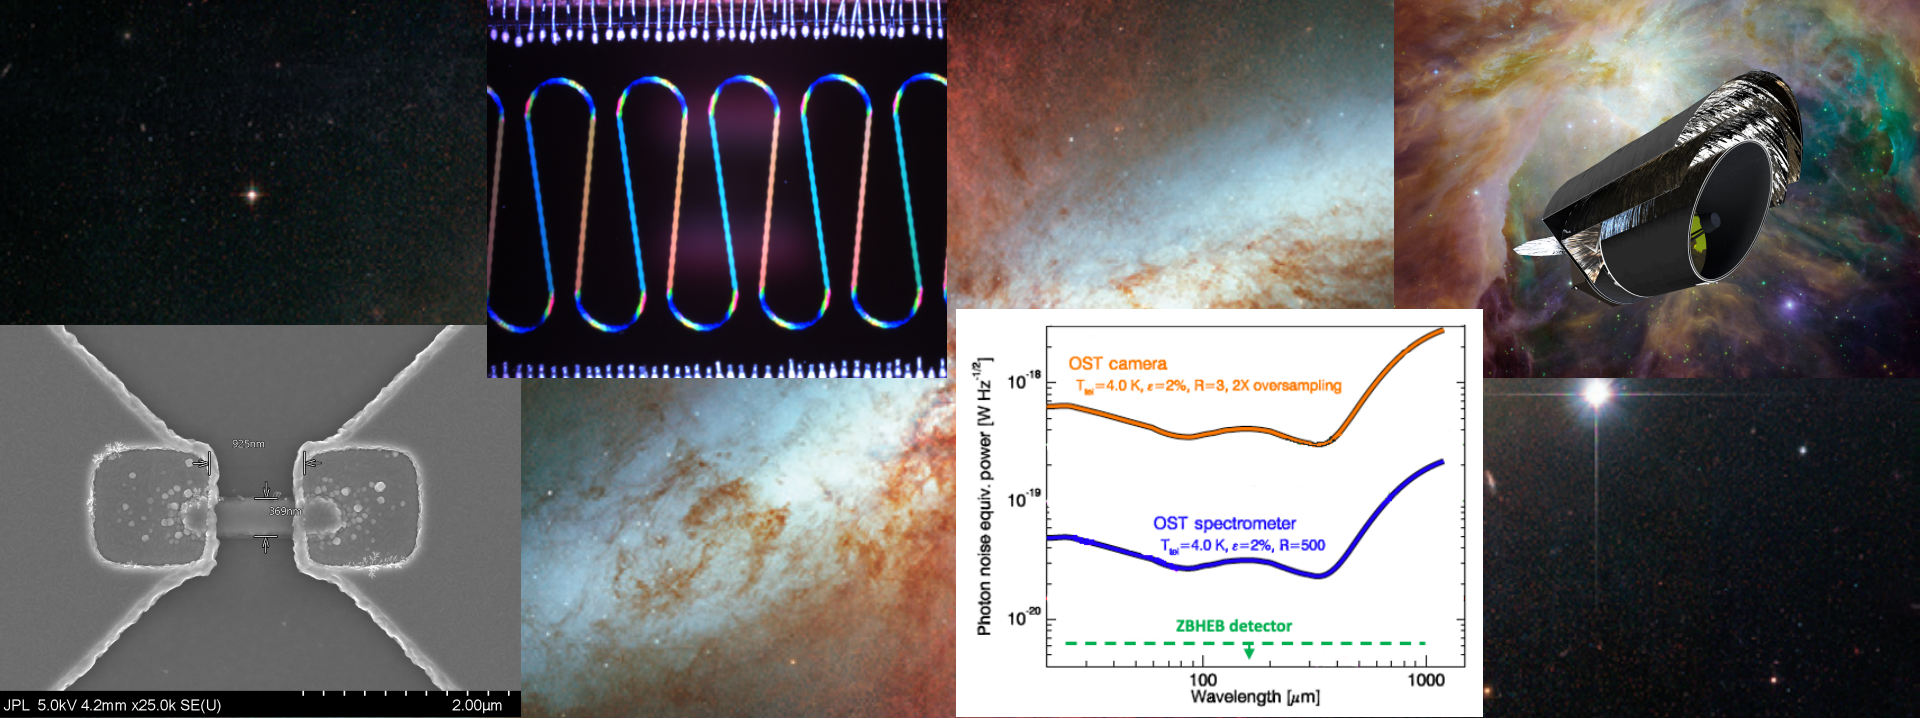 925nm
369nm
JPL 5.0kV 4.2mm x25.0k SE(U)
2.00μm
Photon noise equiv. power [W Hz^-1/2]
10^-18
10^-19
10^-20
OST camera
T_tel=4.0 K, ε=2%, R=3, 2X oversampling
OST spectrometer
T_tel=4.0 K, ε=2%, R=500
ZBHEB detector
100
1000
Wavelength [μm]